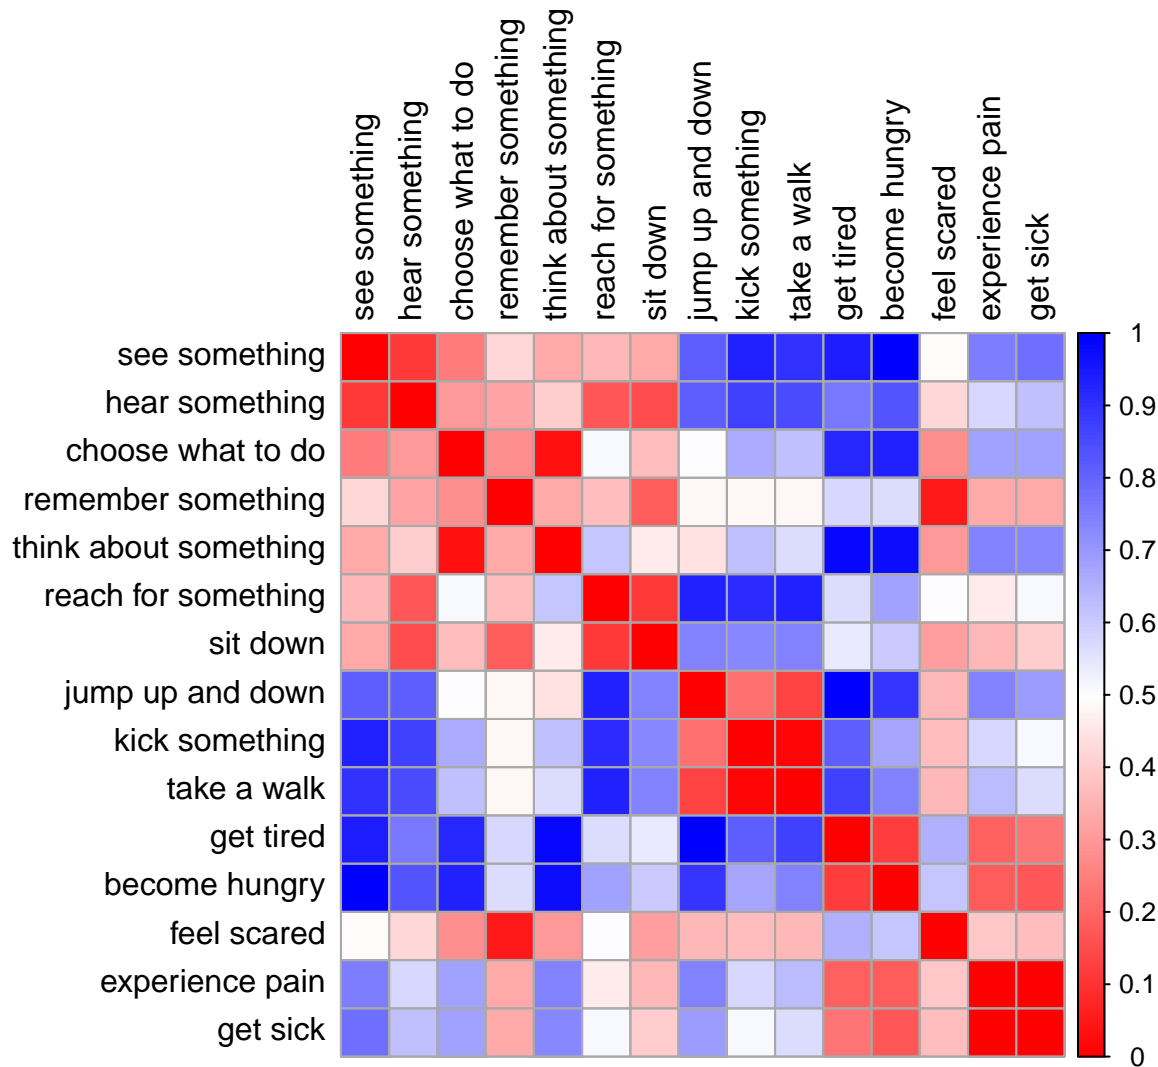 see something
hear something
choose what to do
remember something
think about something
reach for something
sit down
jump up and down
kick something
take a walk
get tired
become hungry
feel scared
experience pain
get sick
see something
hear something
choose what to do
remember something
think about something
reach for something
sit down
jump up and down
kick something
take a walk
get tired
become hungry
feel scared
experience pain
get sick
1
0.9
0.8
0.7
0.6
0.5
0.4
0.3
0.2
0.1
0